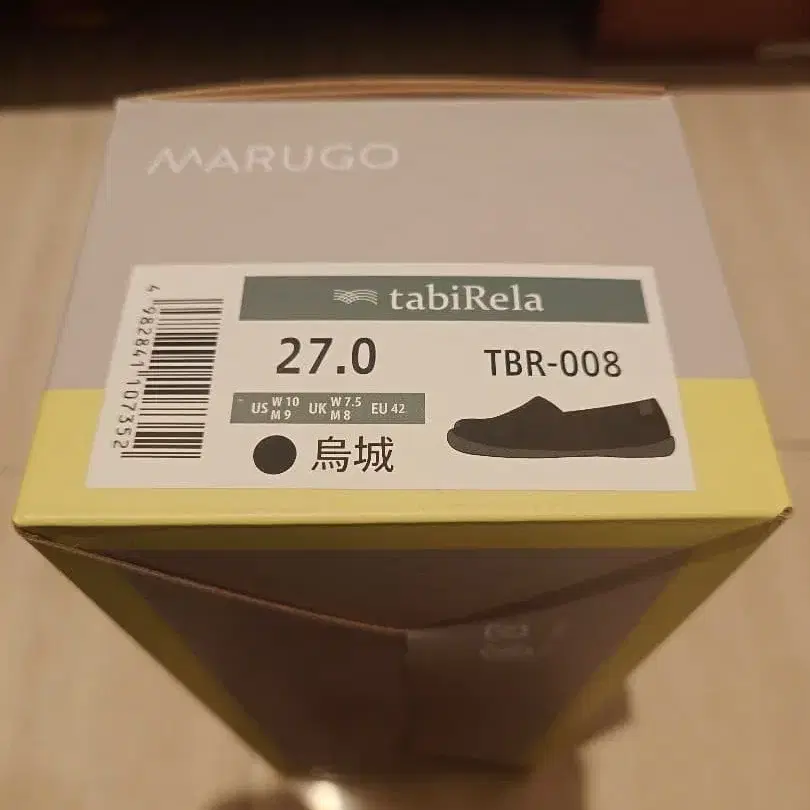 MARUGO
tabiRela
27.0
TBR-008
US W 10 M 9 UK W 7.5 M 8 EU 42
烏城
4 982841 107352